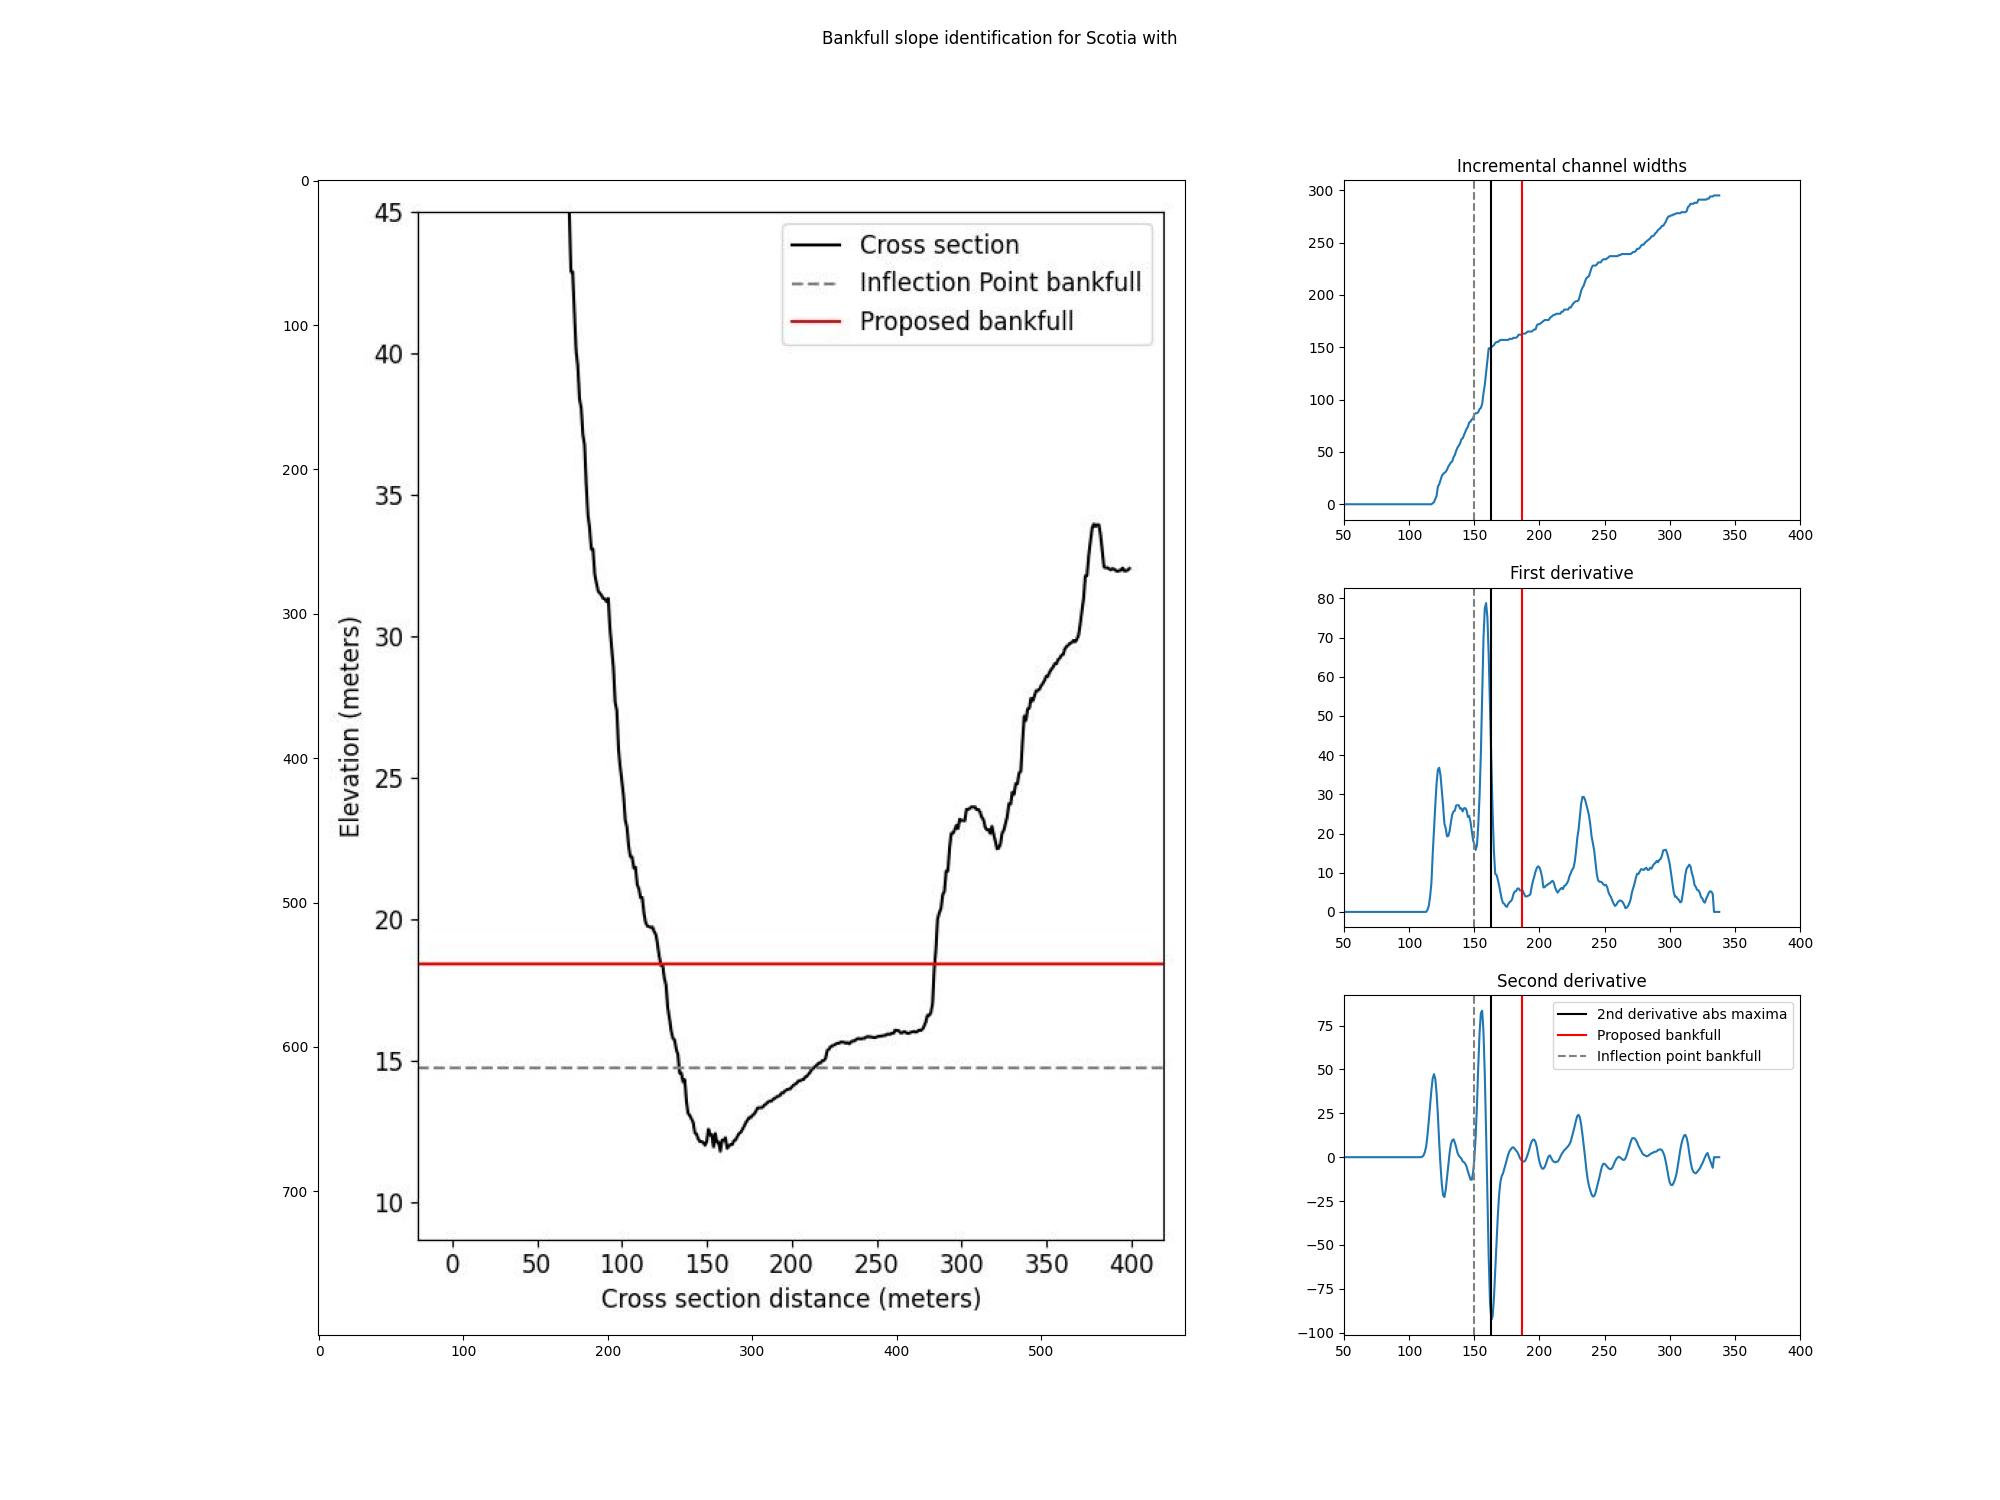 Bankfull slope identification for Scotia with
0
100
200
300
400
500
600
700
45
40
35
30
25
20
15
10
Elevation (meters)
Cross section
Inflection Point bankfull
Proposed bankfull
0 50 100 150 200 250 300 350 400
Cross section distance (meters)
0 100 200 300 400 500
Incremental channel widths
300
250
200
150
100
50
0
50 100 150 200 250 300 350 400
First derivative
80
70
60
50
40
30
20
10
0
50 100 150 200 250 300 350 400
Second derivative
75
50
25
0
−25
−50
−75
−100
2nd derivative abs maxima
Proposed bankfull
Inflection point bankfull
50 100 150 200 250 300 350 400